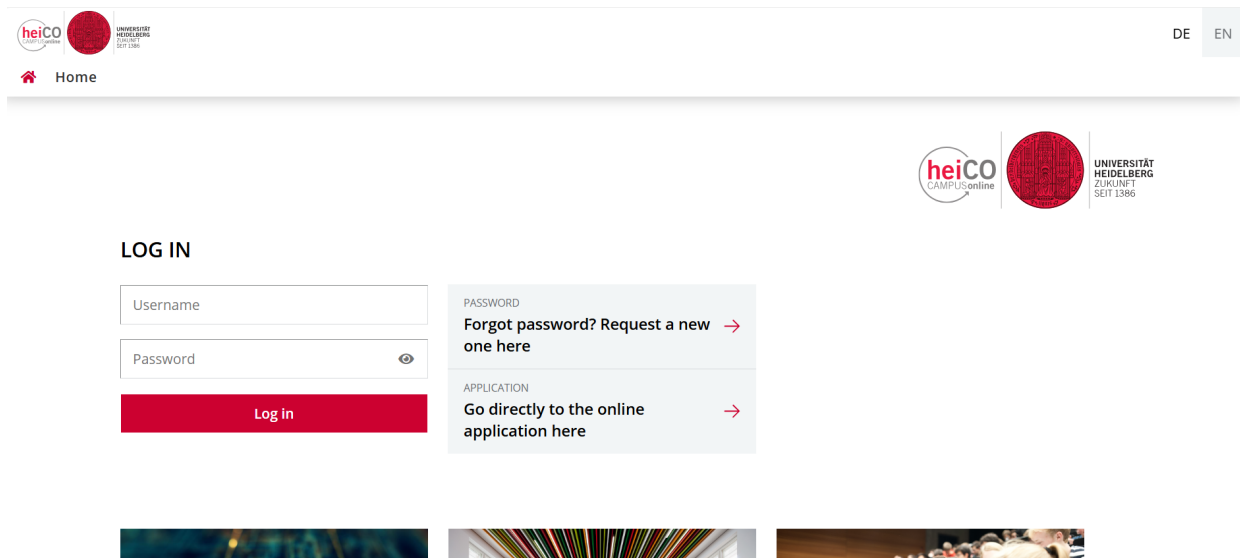 heiCO
CAMPUSonline
UNIVERSITÄT
HEIDELBERG
ZUKUNFT
SEIT 1386
DE EN
Home
heiCO
CAMPUSonline
UNIVERSITÄT
HEIDELBERG
ZUKUNFT
SEIT 1386
LOG IN
Username
Password
Log in
PASSWORD
Forgot password? Request a new
one here
APPLICATION
Go directly to the online
application here